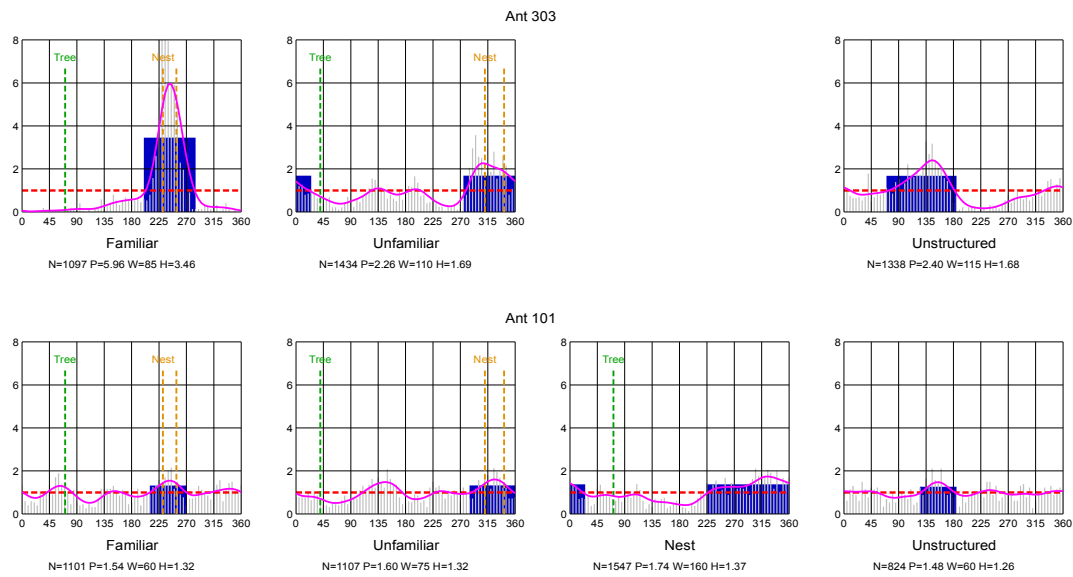 Ant 303
8 6 4 2 0
Tree Nest
0 45 90 135 180 225 270 315 360
Familiar
N=1097 P=5.96 W=85 H=3.46
8 6 4 2 0
Tree Nest
0 45 90 135 180 225 270 315 360
Unfamiliar
N=1434 P=2.26 W=110 H=1.69
8 6 4 2 0
0 45 90 135 180 225 270 315 360
Unstructured
N=1338 P=2.40 W=115 H=1.68
Ant 101
8 6 4 2 0
Tree Nest
0 45 90 135 180 225 270 315 360
Familiar
N=1101 P=1.54 W=60 H=1.32
8 6 4 2 0
Tree Nest
0 45 90 135 180 225 270 315 360
Unfamiliar
N=1107 P=1.60 W=75 H=1.32
8 6 4 2 0
Tree
0 45 90 135 180 225 270 315 360
Nest
N=1547 P=1.74 W=160 H=1.37
8 6 4 2 0
0 45 90 135 180 225 270 315 360
Unstructured
N=824 P=1.48 W=60 H=1.26